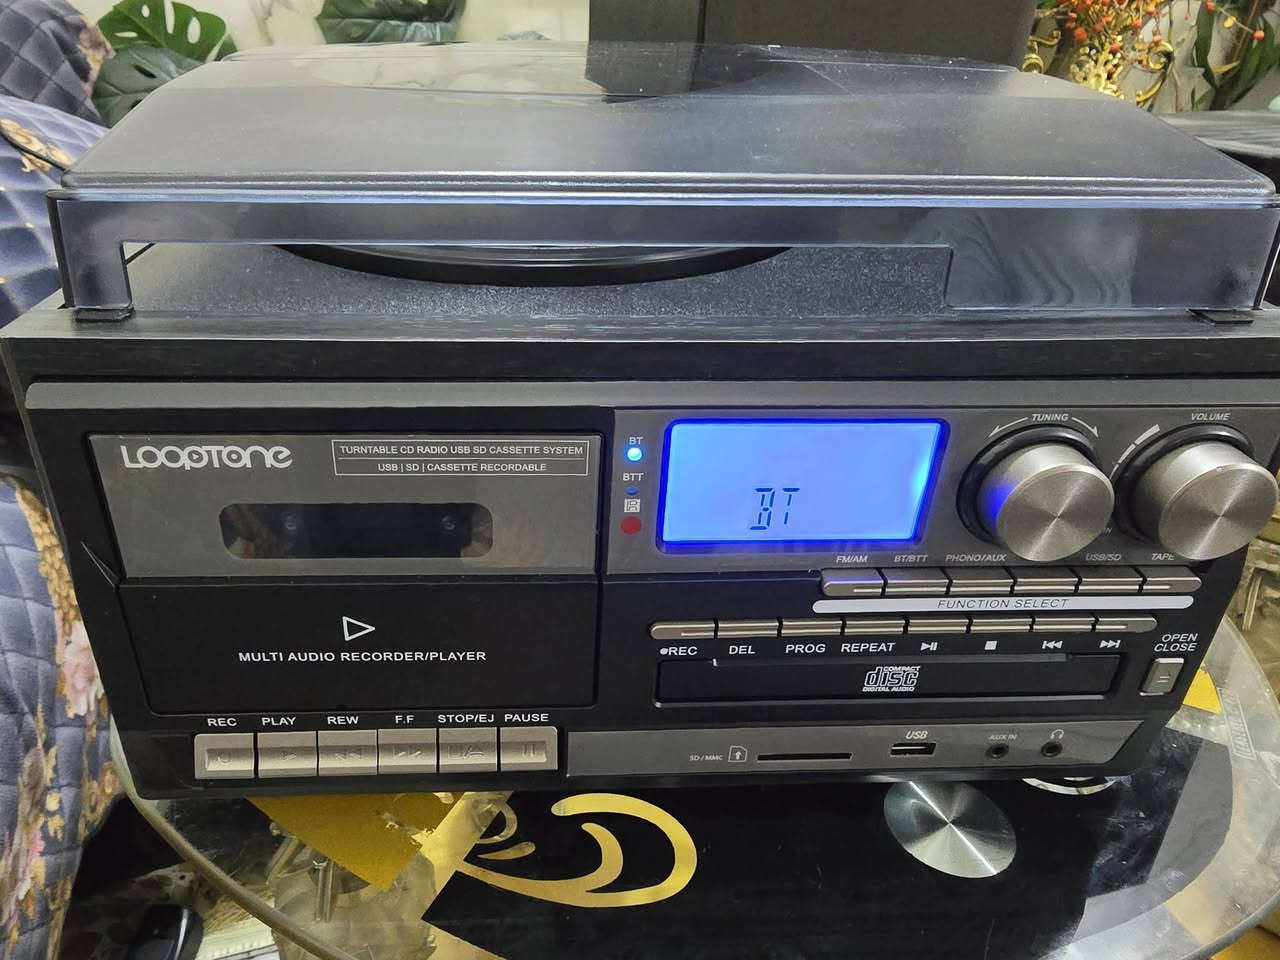 LOOPTONE
TURNTABLE CD RADIO USB SD CASSETTE SYSTEM
USB | SD | CASSETTE RECORDABLE
BT
BTT
IR
BT
TUNING
VOLUME
FM/AM BT/BTT PHONO/AUX USB/SD TAPE
FUNCTION SELECT
●REC DEL PROG REPEAT
OPEN
CLOSE
COMPACT
disc
DIGITAL AUDIO
MULTI AUDIO RECORDER/PLAYER
REC PLAY REW F.F STOP/EJ PAUSE
SD / MMC
USB
AUX IN